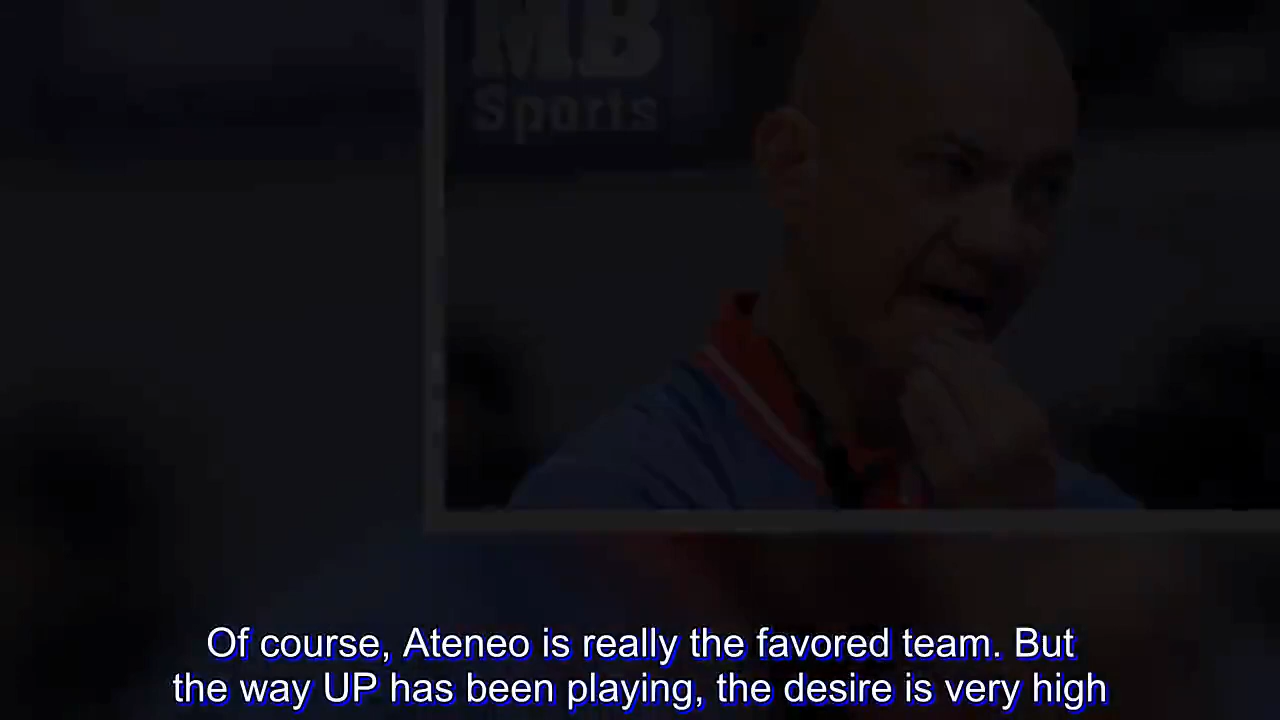 MB
Sports
Of course, Ateneo is really the favored team. But
the way UP has been playing, the desire is very high